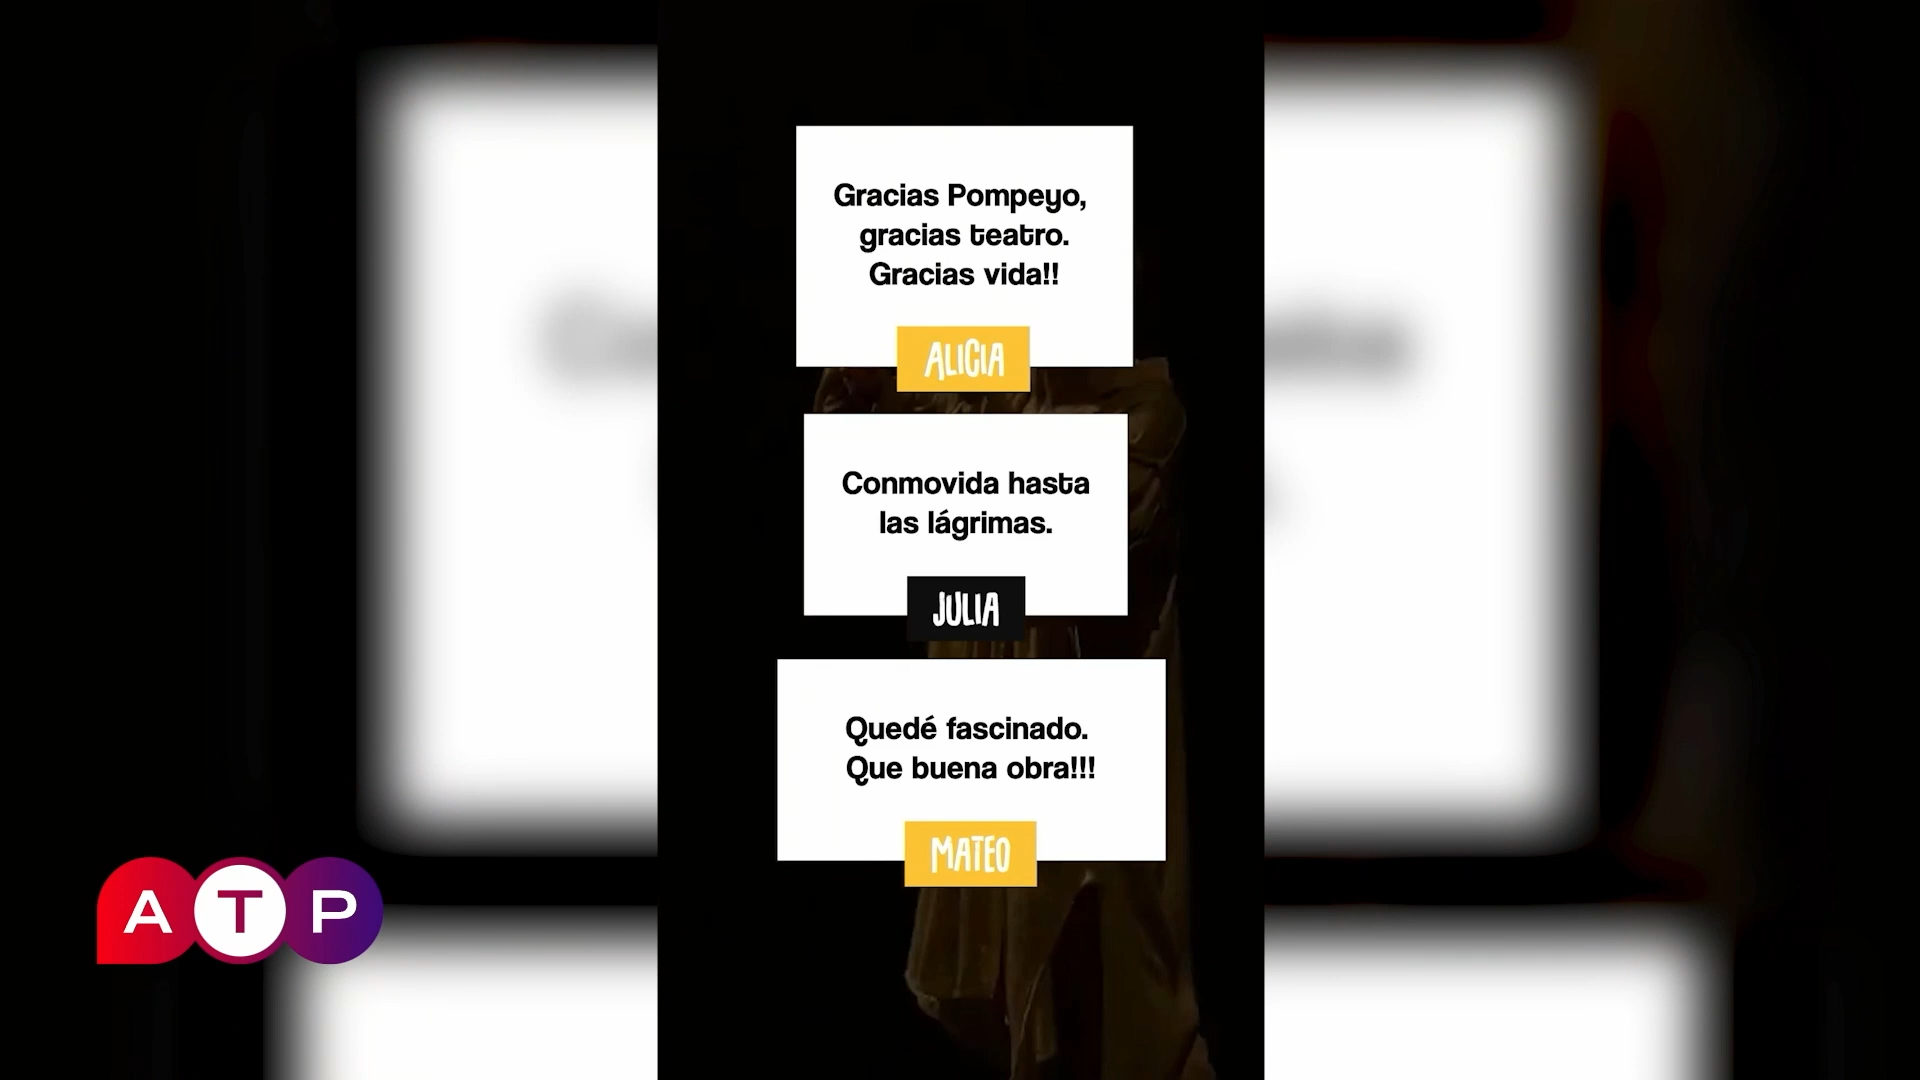 Gracias Pompeyo,
gracias teatro.
Gracias vida!!
ALICIA
Conmovida hasta
las lágrimas.
JULIA
Quedé fascinado.
Que buena obra!!!
MATEO
ATP